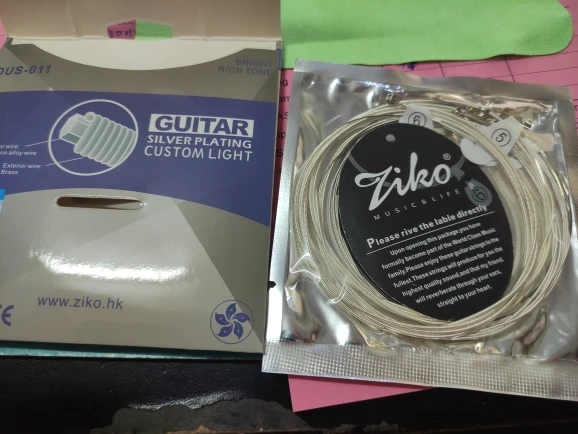 DUS-011
BRIGHT
RICH TONE
GUITAR
SILVER PLATING
CUSTOM LIGHT
alloy wire
Exterior wire:
Brass
www.ziko.hk
CE
6
5
6
Ziko®
MUSIC & LIFE
Please rive the lable directly
Upon opening this package,you have
formally become part of the World Class Music
family.Please enjoy these guitar strings to the
fullest.These strings will produce for you the
highest quality sound,and that my friend,
will reverberate through your ears,
straight to your heart.